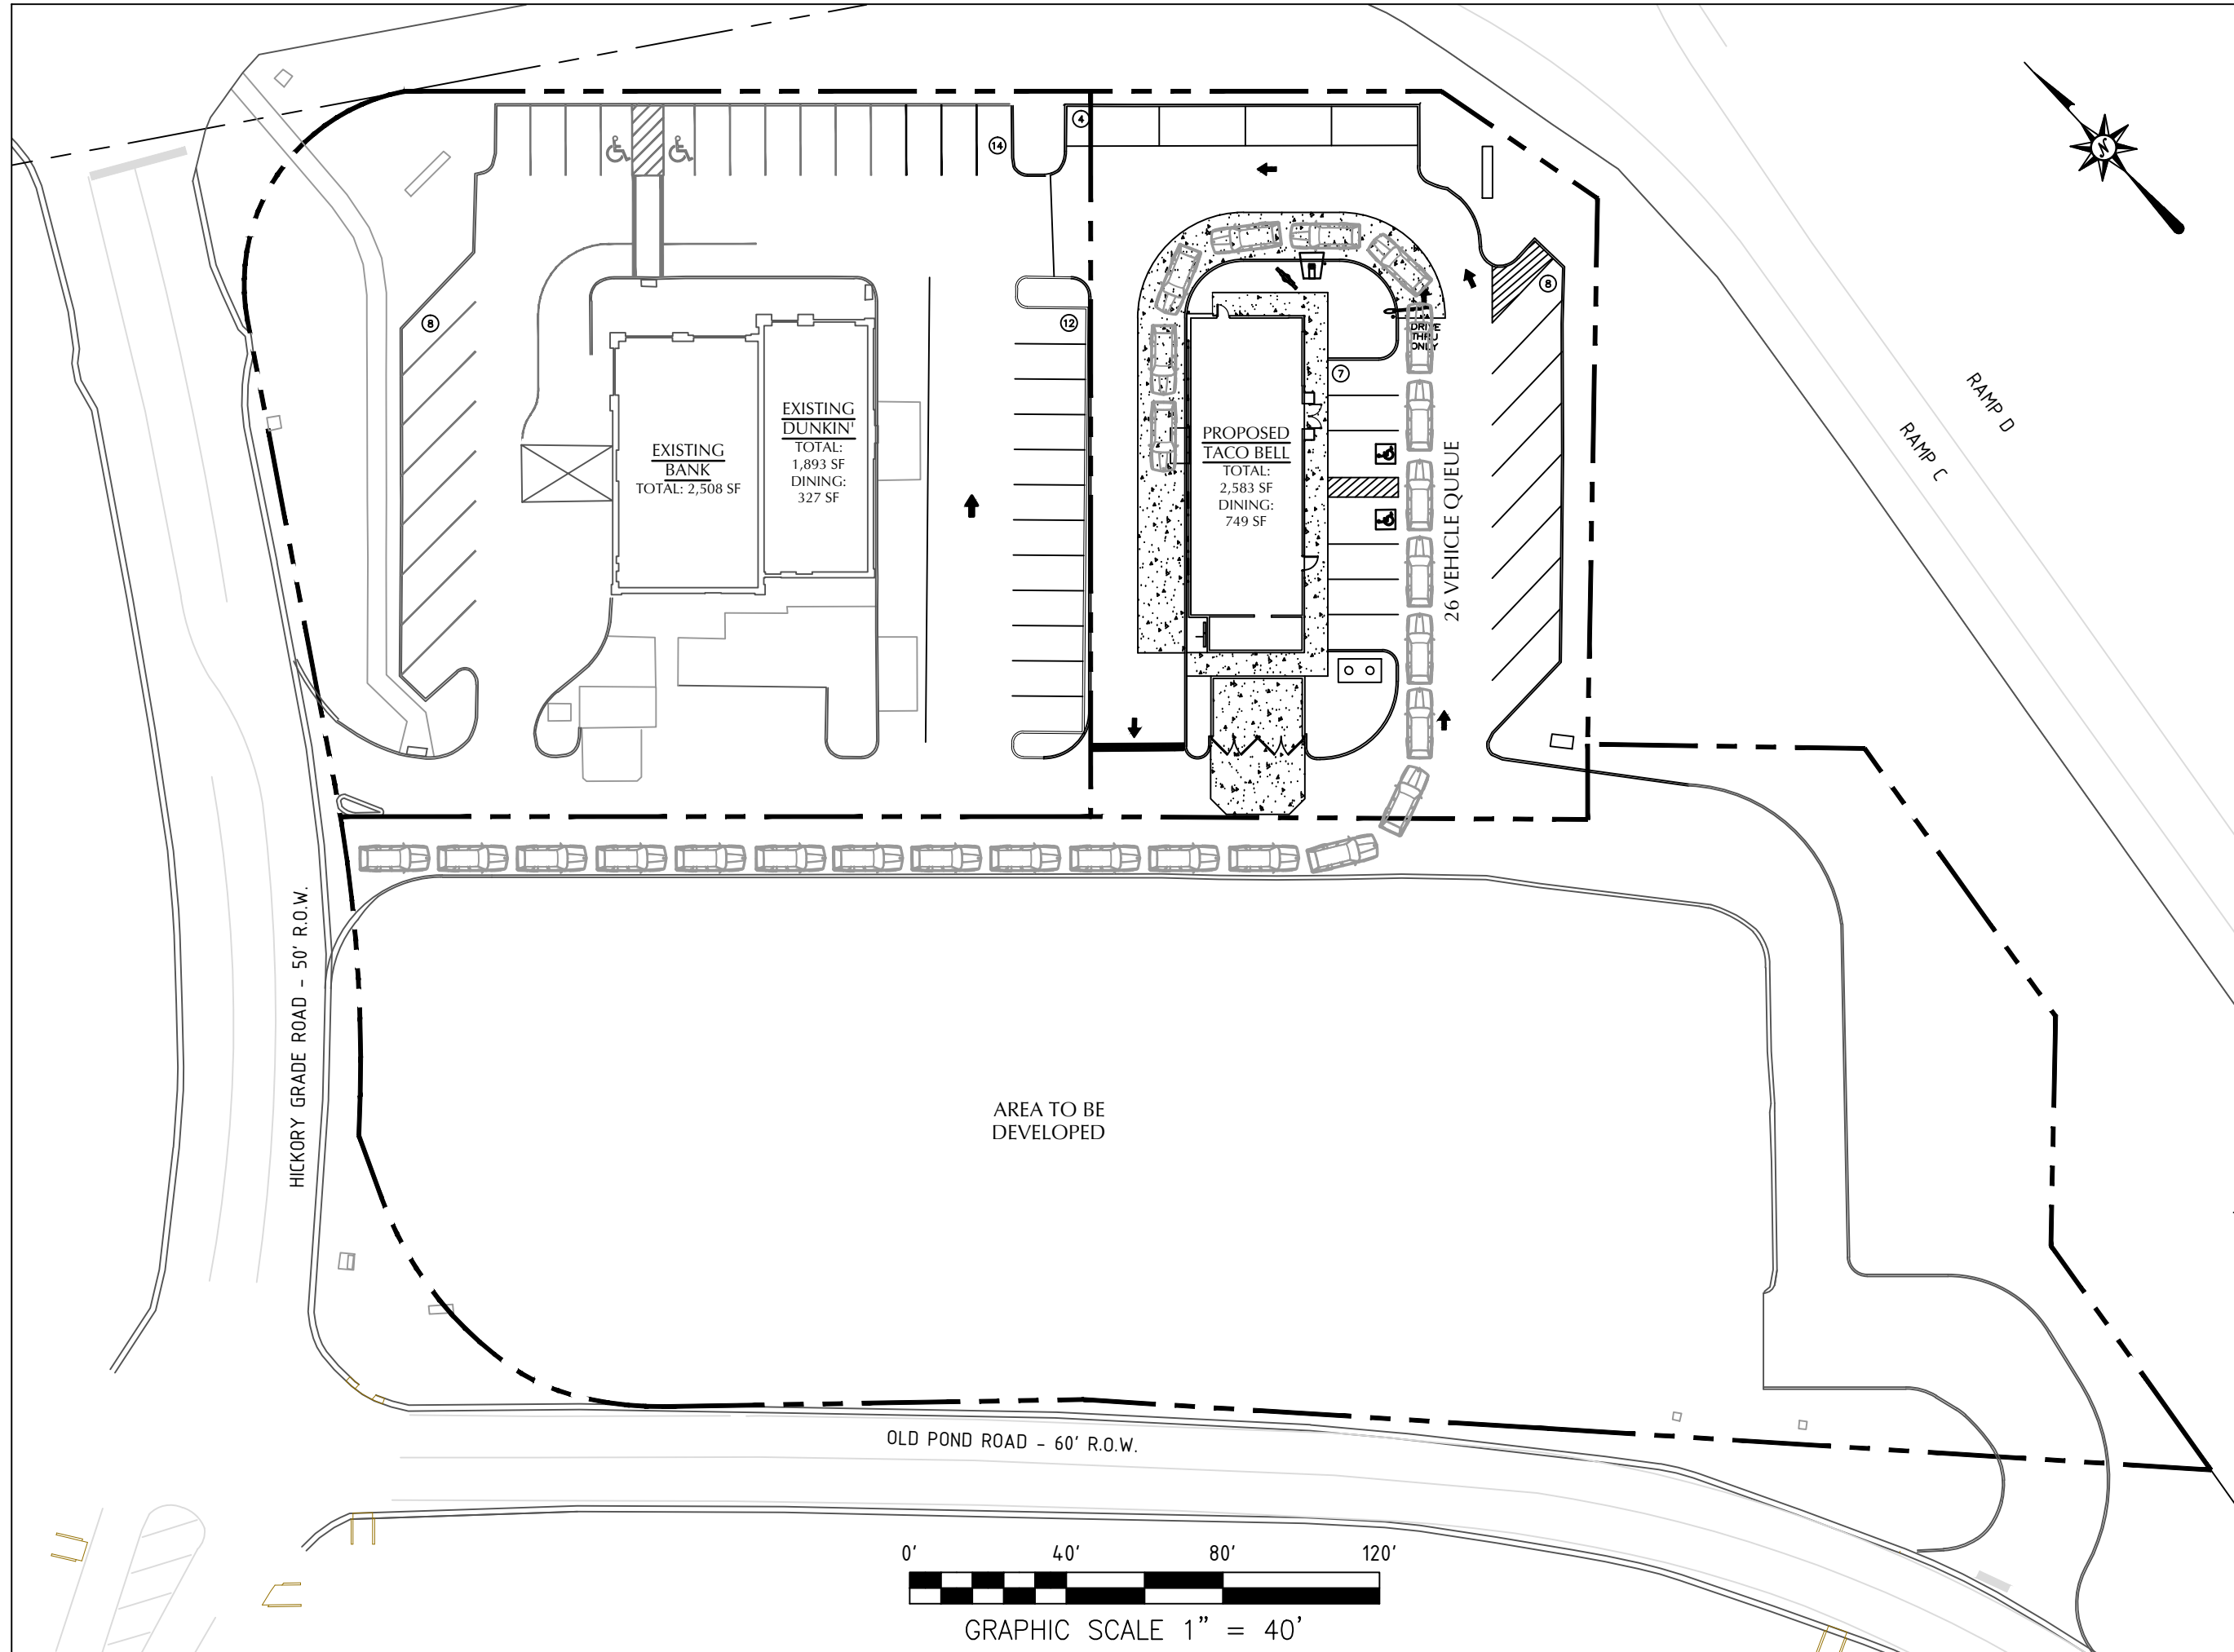 4
14
N
8
8
12
DRIVE
THRU
ONLY
7
RAMP D
RAMP C
EXISTING
BANK
TOTAL: 2,508 SF
EXISTING
DUNKIN'
TOTAL:
1,893 SF
DINING:
327 SF
PROPOSED
TACO BELL
TOTAL:
2,583 SF
DINING:
749 SF
26 VEHICLE QUEUE
HICKORY GRADE ROAD - 50' R.O.W.
AREA TO BE
DEVELOPED
OLD POND ROAD - 60' R.O.W.
0' 40' 80' 120'
GRAPHIC SCALE 1" = 40'